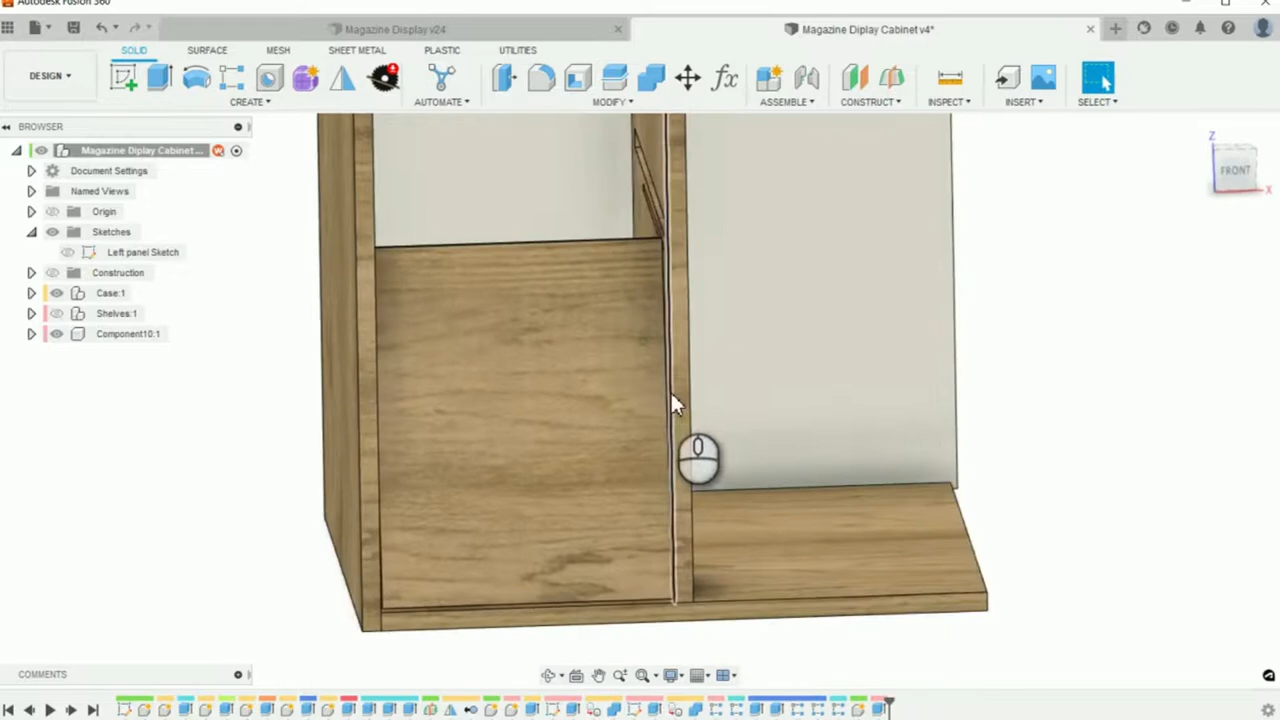 Autodesk Fusion 360
Magazine Display v24
Magazine Diplay Cabinet v4*
DESIGN
SOLID
SURFACE
MESH
SHEET METAL
PLASTIC
UTILITIES
CREATE
AUTOMATE
MODIFY
ASSEMBLE
CONSTRUCT
INSPECT
INSERT
SELECT
fx
BROWSER
Magazine Diplay Cabinet ...
Document Settings
Named Views
Origin
Sketches
Left panel Sketch
Construction
Case:1
Shelves:1
Component10:1
Z
FRONT
X
COMMENTS